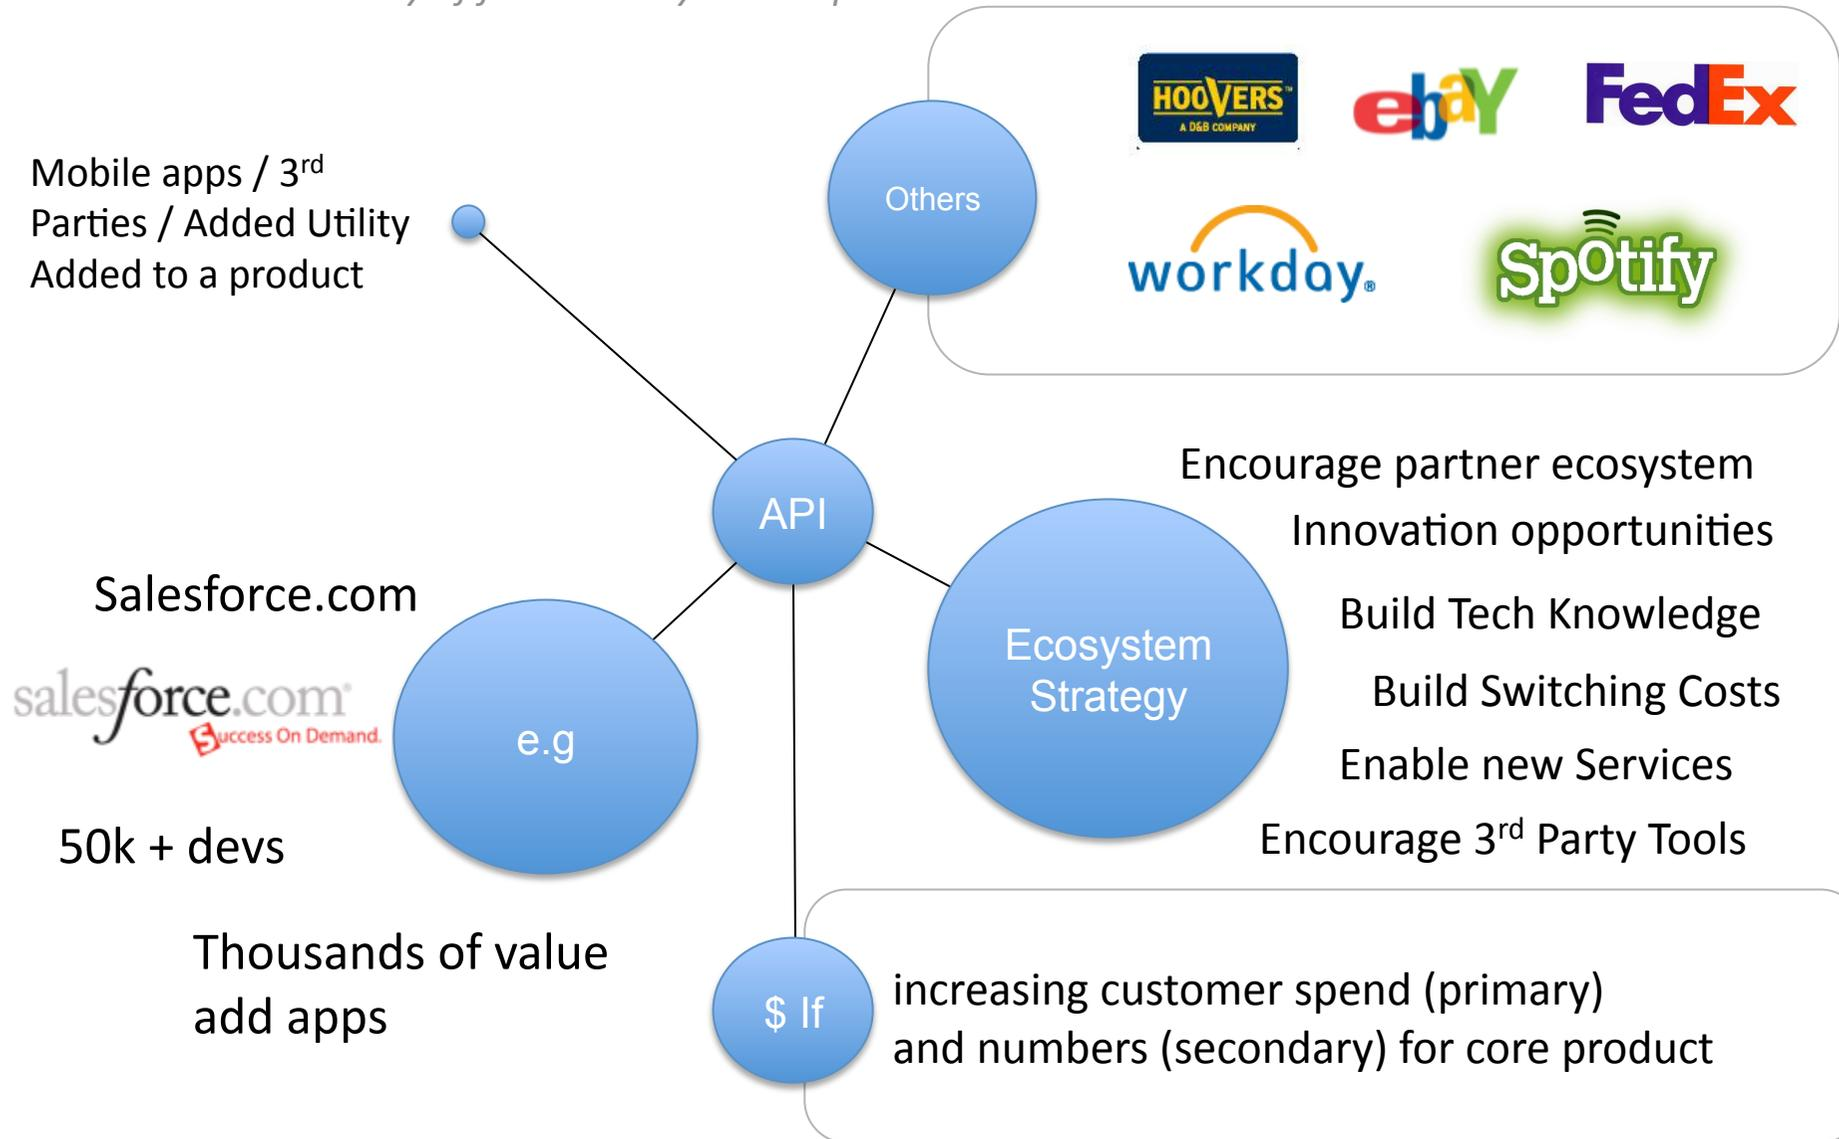 HOOVERS™
A D&B COMPANY
ebaY
FedEx
Others
Mobile apps / 3rd
Parties / Added Utility
Added to a product
workday®
Spotify
API
Encourage partner ecosystem
Innovation opportunities
Build Tech Knowledge
Build Switching Costs
Enable new Services
Encourage 3rd Party Tools
Ecosystem
Strategy
Salesforce.com
salesforce.com®
Success On Demand.
e.g
50k + devs
Thousands of value
add apps
$ If
increasing customer spend (primary)
and numbers (secondary) for core product